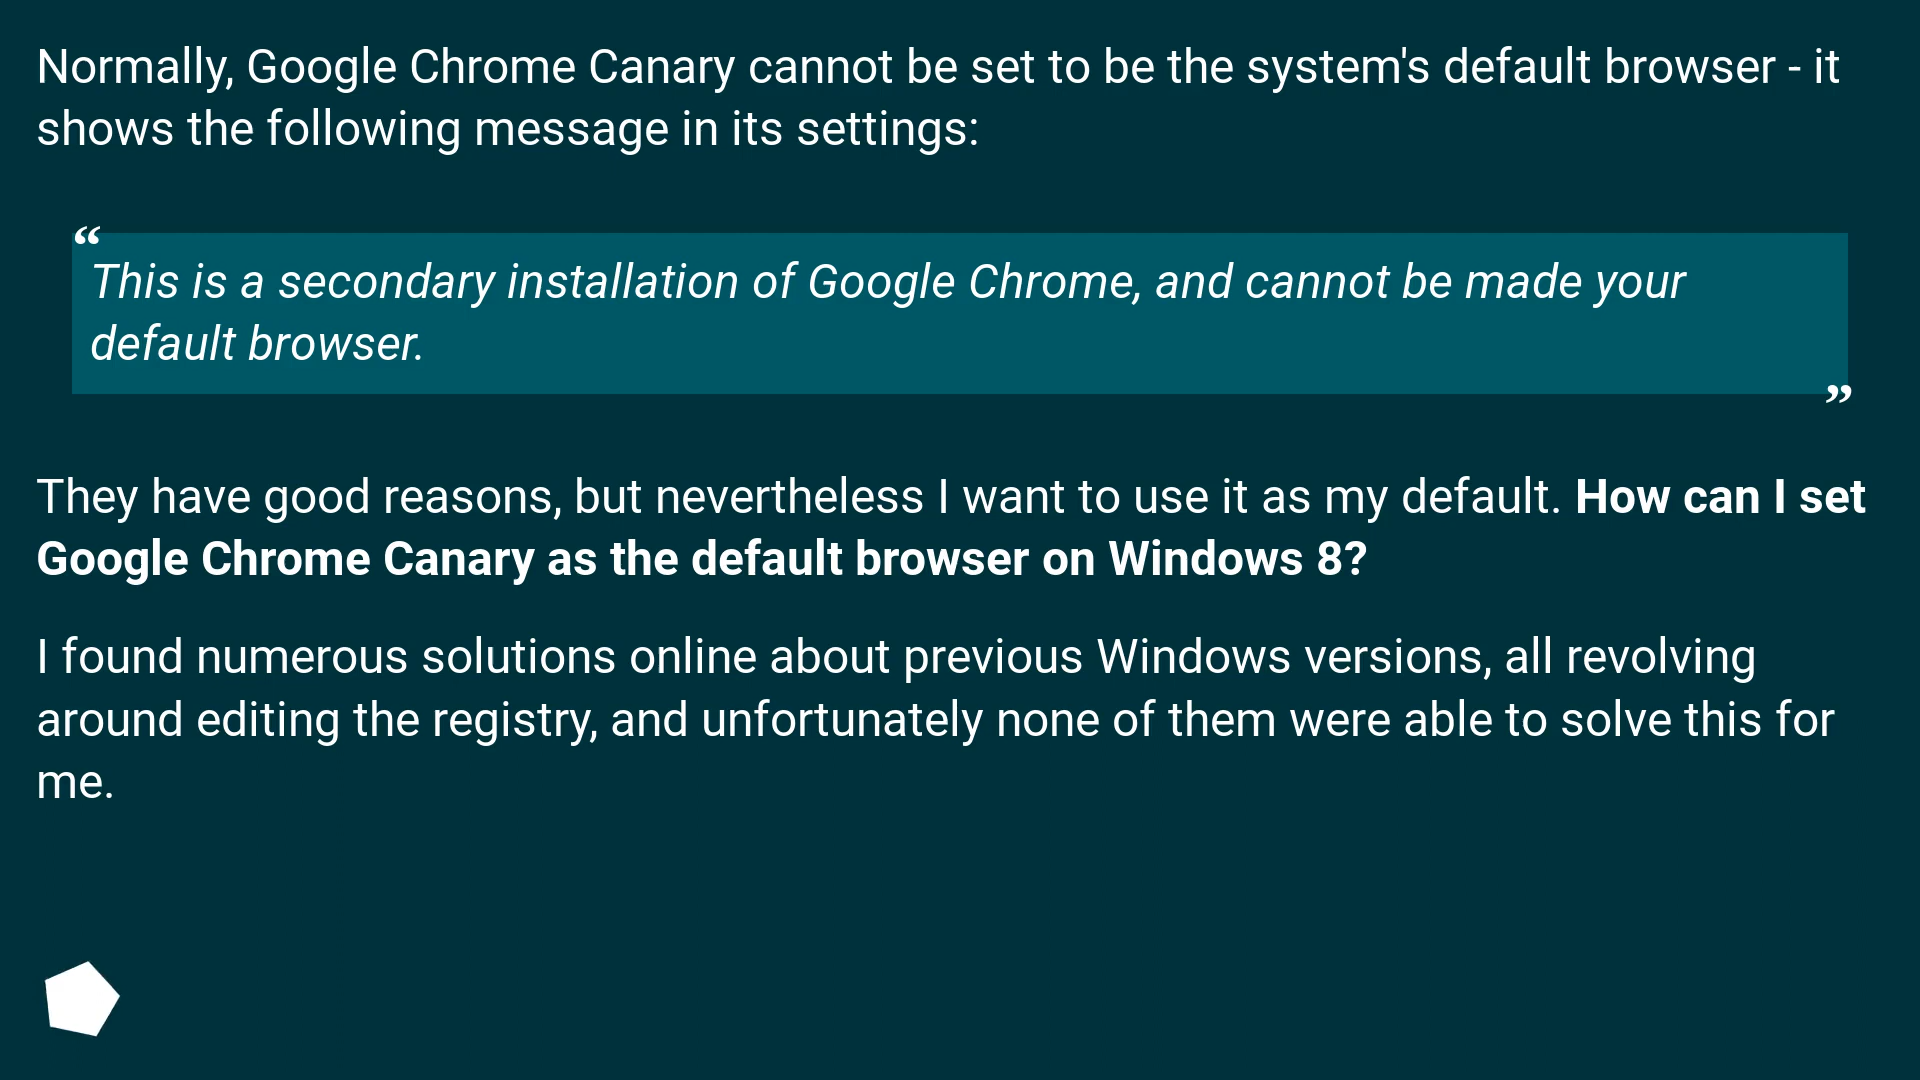 Normally, Google Chrome Canary cannot be set to be the system's default browser - it
shows the following message in its settings:
“
This is a secondary installation of Google Chrome, and cannot be made your
default browser.
”
They have good reasons, but nevertheless I want to use it as my default. How can I set
Google Chrome Canary as the default browser on Windows 8?
I found numerous solutions online about previous Windows versions, all revolving
around editing the registry, and unfortunately none of them were able to solve this for
me.